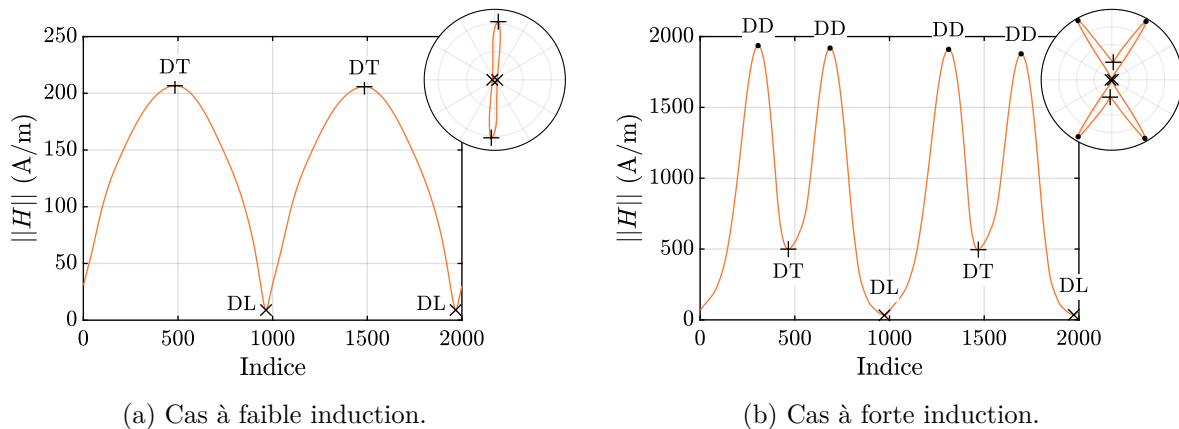 250
200
150
100
50
0
||H|| (A/m)
DT
DT
DL
DL
0
500
1000
1500
2000
Indice
(a) Cas à faible induction.
2000
1500
1000
500
0
||H|| (A/m)
DD
DD
DD
DD
DT
DT
DL
DL
0
500
1000
1500
2000
Indice
(b) Cas à forte induction.